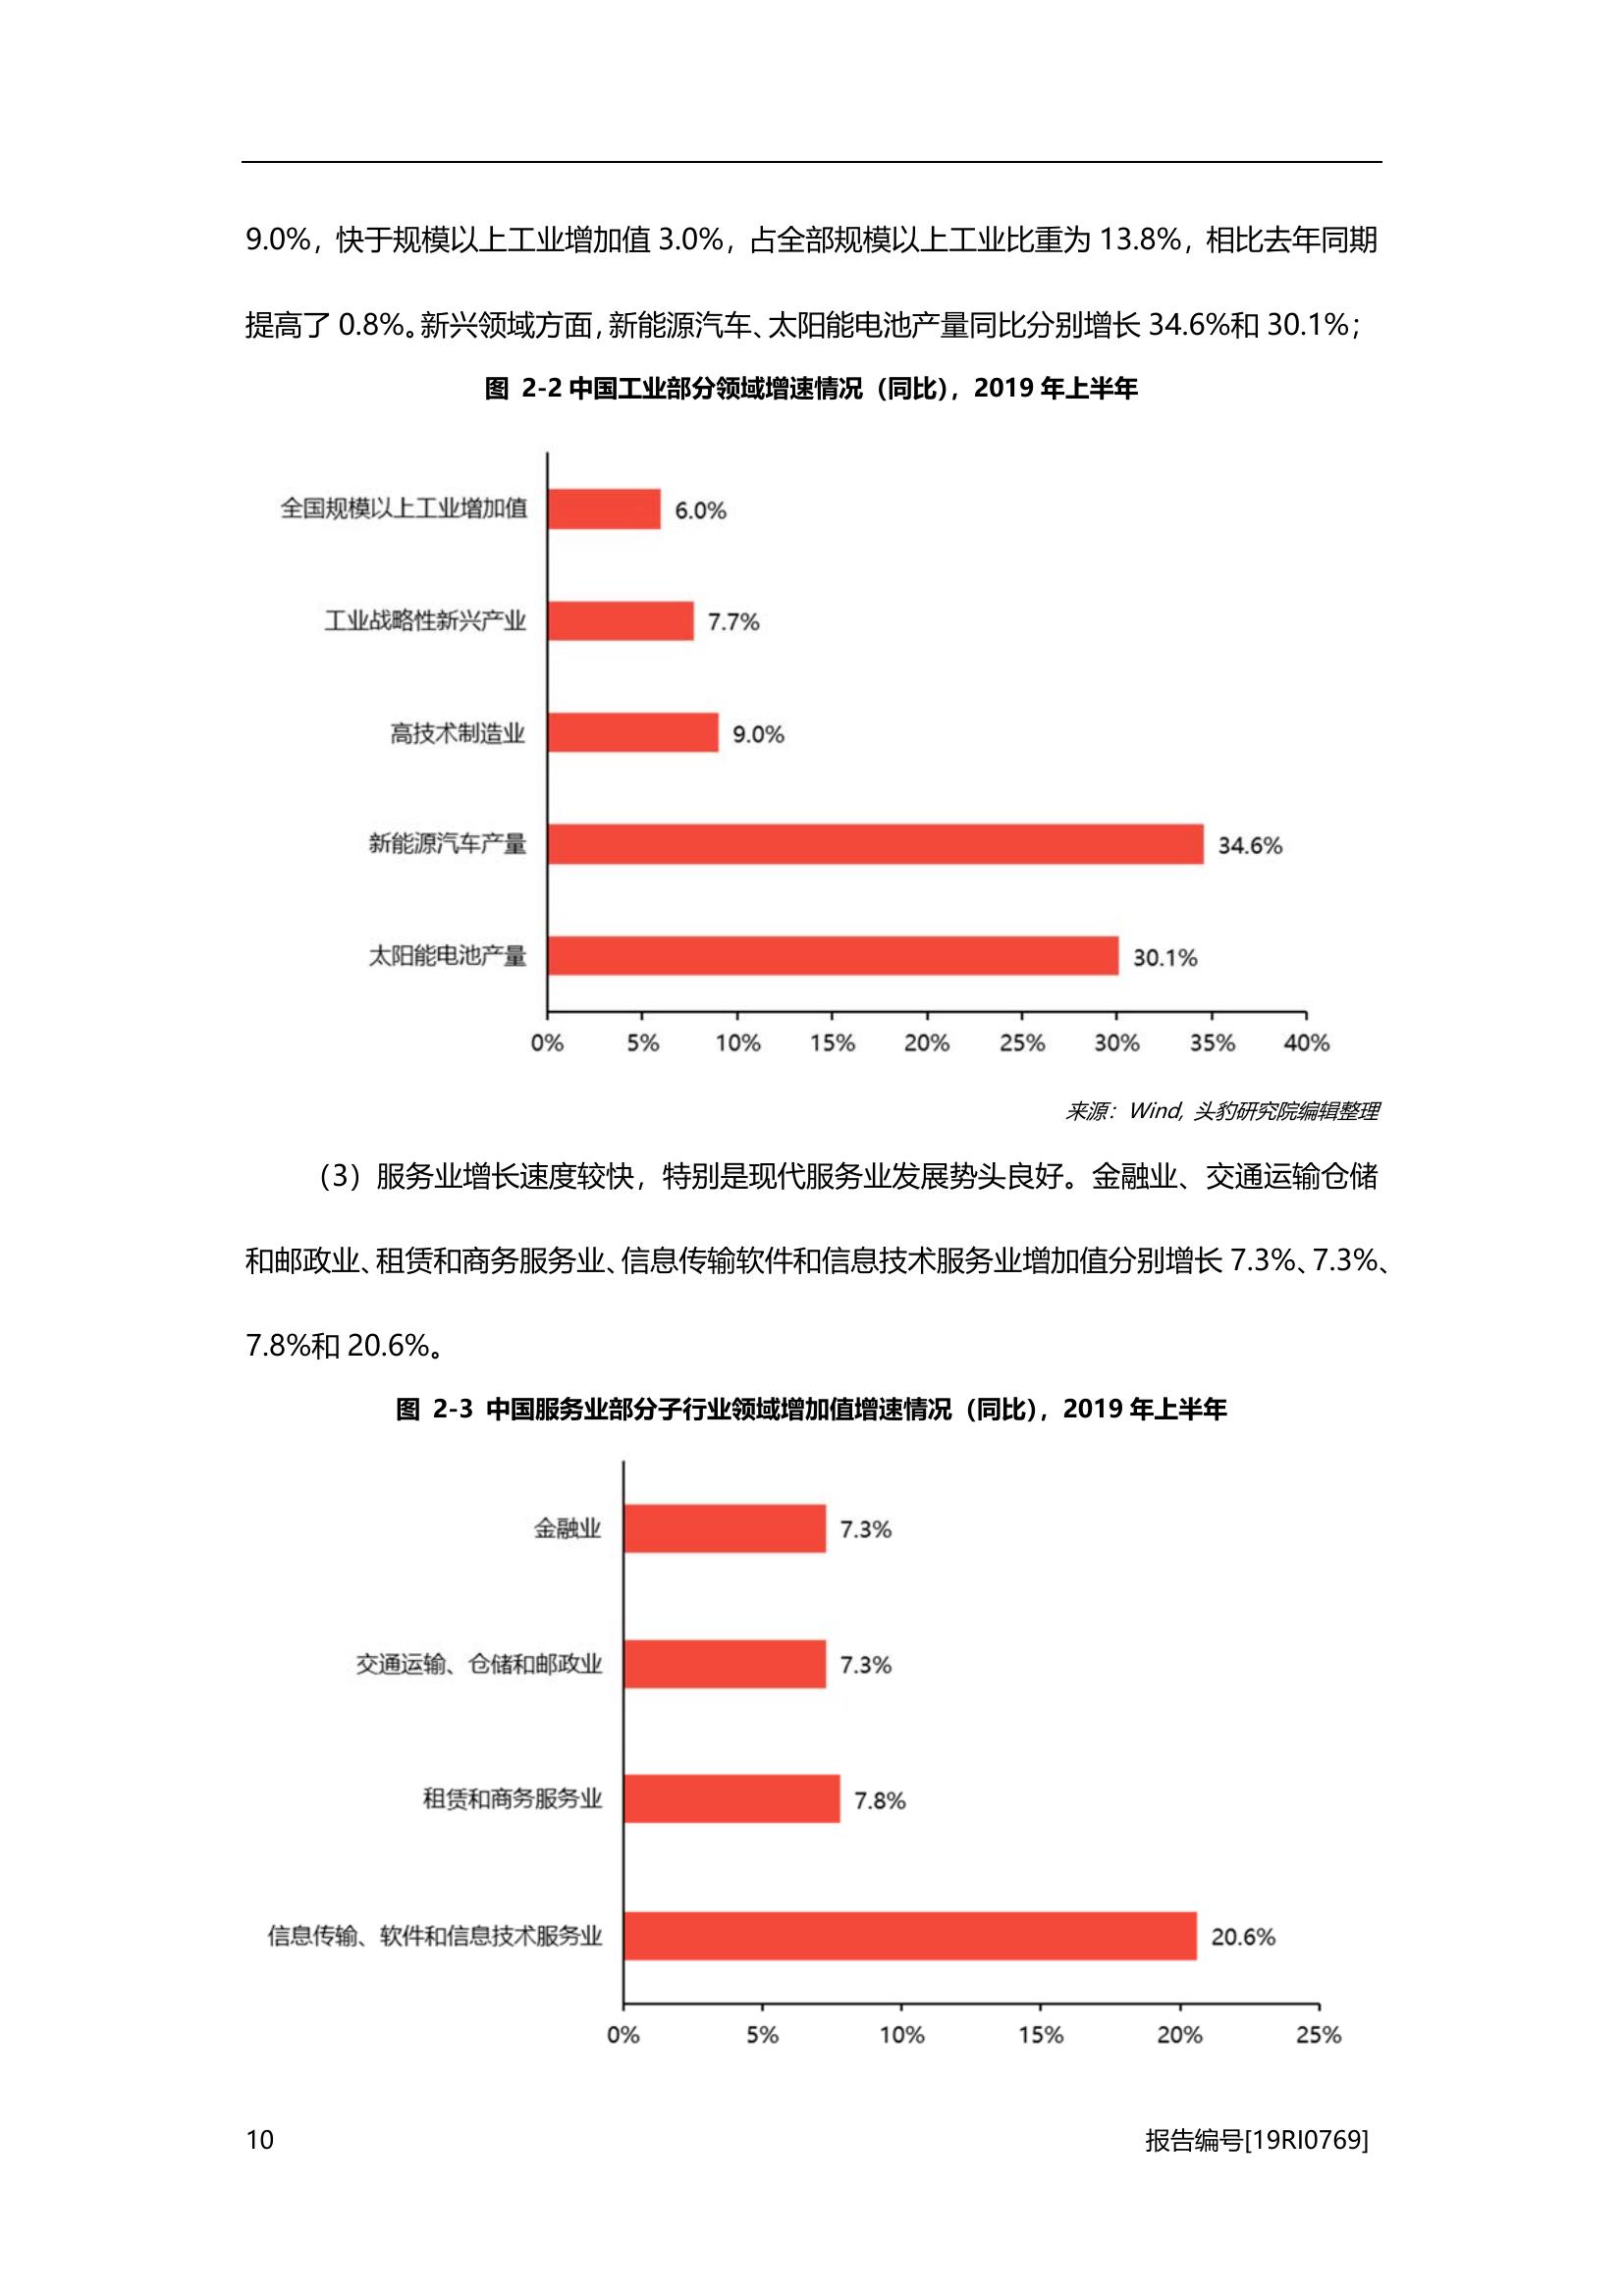 9.0%，快于规模以上工业增加值 3.0%，占全部规模以上工业比重为 13.8%，相比去年同期
提高了 0.8%。新兴领域方面，新能源汽车、太阳能电池产量同比分别增长 34.6%和 30.1%；
图 2-2 中国工业部分领域增速情况（同比），2019 年上半年
全国规模以上工业增加值 6.0%
工业战略性新兴产业 7.7%
高技术制造业 9.0%
新能源汽车产量 34.6%
太阳能电池产量 30.1%
0% 5% 10% 15% 20% 25% 30% 35% 40%
来源：Wind, 头豹研究院编辑整理
（3）服务业增长速度较快，特别是现代服务业发展势头良好。金融业、交通运输仓储
和邮政业、租赁和商务服务业、信息传输软件和信息技术服务业增加值分别增长 7.3%、7.3%、
7.8%和 20.6%。
图 2-3 中国服务业部分子行业领域增加值增速情况（同比），2019 年上半年
金融业 7.3%
交通运输、仓储和邮政业 7.3%
租赁和商务服务业 7.8%
信息传输、软件和信息技术服务业 20.6%
0% 5% 10% 15% 20% 25%
10 报告编号[19RI0769]